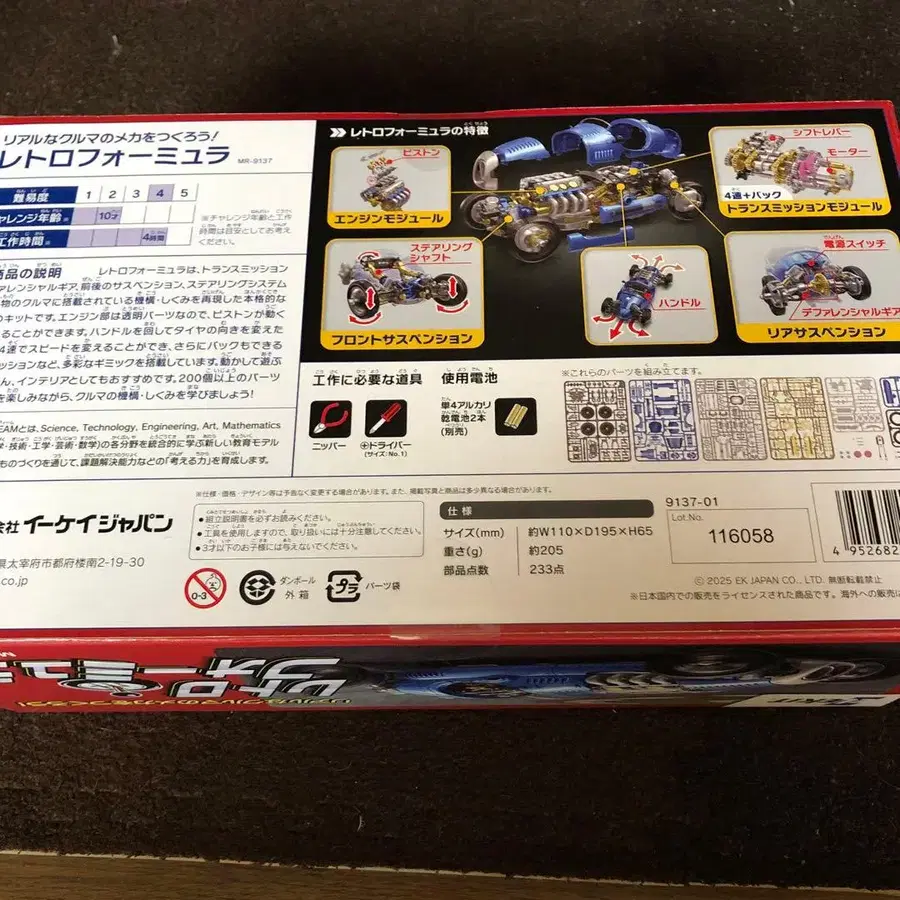 リアルなクルマのメカをつくろう!
レトロフォーミュラ MR-9137
難易度 1 2 3 4 5
チャレンジ年齢 10才
工作時間 4時間
※チャレンジ年齢と工作
時間は目安としてお考え
ください。
商品の説明 レトロフォーミュラは、トランスミッション
ァレンシャルギア、前後のサスペンション、ステアリングシステム
物のクルマに搭載されている機構・しくみを再現した本格的な
のキットです。エンジン部は透明パーツなので、ピストンが動く
ることができます。ハンドルを回してタイヤの向きを変えた
4速でスピードを変えることができ、さらにバックもできる
ッションなど、多彩なギミックを搭載しています。動かして遊ぶ
ん、インテリアとしてもおすすめです。200個以上のパーツ
を楽しみながら、クルマの機構・しくみを学びましょう!
EAMとは、Science, Technology, Engineering, Art, Mathematics
学・技術・工学・芸術・数学)の各分野を統合的に学ぶ新しい教育モデル
ものづくりを通して、課題解決能力などの「考える力」を育成します。
レトロフォーミュラの特徴
ピストン
エンジンモジュール
シフトレバー
モーター
4速+バック
トランスミッションモジュール
ステアリング
シャフト
フロントサスペンション
ハンドル
電源スイッチ
デファレンシャルギア
リアサスペンション
工作に必要な道具
ニッパー
⊕ドライバー
(サイズ:No.1)
使用電池
単4アルカリ
乾電池2本
(別売)
※これらのパーツを組み立てます。
※仕様・価格・デザイン等は予告なく変更する場合があります。また、掲載写真と商品は多少異なる場合があります。
会社 イーケイジャパン
県太宰府市都府楼南2-19-30
co.jp
●組立説明書を必ずお読みください。
●工具を使用しますので、取り扱いには十分注意してください。
●3才以下のお子様には与えないでください。
0-3
ダンボール
外箱
プラ
パーツ袋
仕様
サイズ(mm) 約W110×D195×H65
重さ(g) 約205
部品点数 233点
9137-01
Lot.No.
116058
4 952682
© 2025 EK JAPAN CO., LTD. 無断転載禁止
※日本国内での販売をライセンスされた商品です。海外への販売に
レトロ
フォーミュ
リアルなクルマのメカをつくろう!